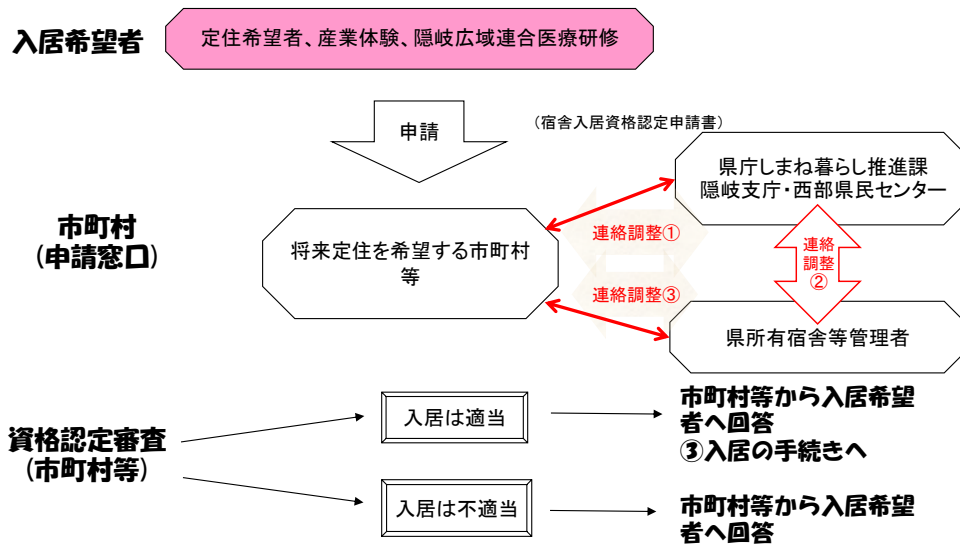 入居希望者
定住希望者、産業体験、隠岐広域連合医療研修
申請
（宿舎入居資格認定申請書）
県庁しまね暮らし推進課
隠岐支庁・西部県民センター
市町村
（申請窓口）
将来定住を希望する市町村
等
連絡調整①
連絡
調整
②
連絡調整③
県所有宿舎等管理者
資格認定審査
（市町村等）
入居は適当
市町村等から入居希望
者へ回答
③入居の手続きへ
入居は不適当
市町村等から入居希望
者へ回答